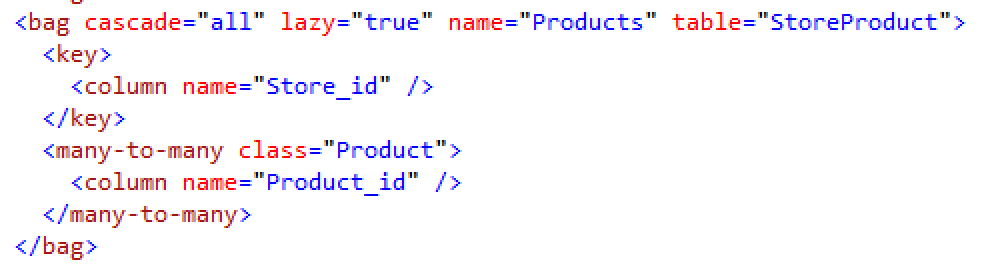 <bag cascade="all" lazy="true" name="Products" table="StoreProduct">
  <key>
    <column name="Store_id" />
  </key>
  <many-to-many class="Product">
    <column name="Product_id" />
  </many-to-many>
</bag>